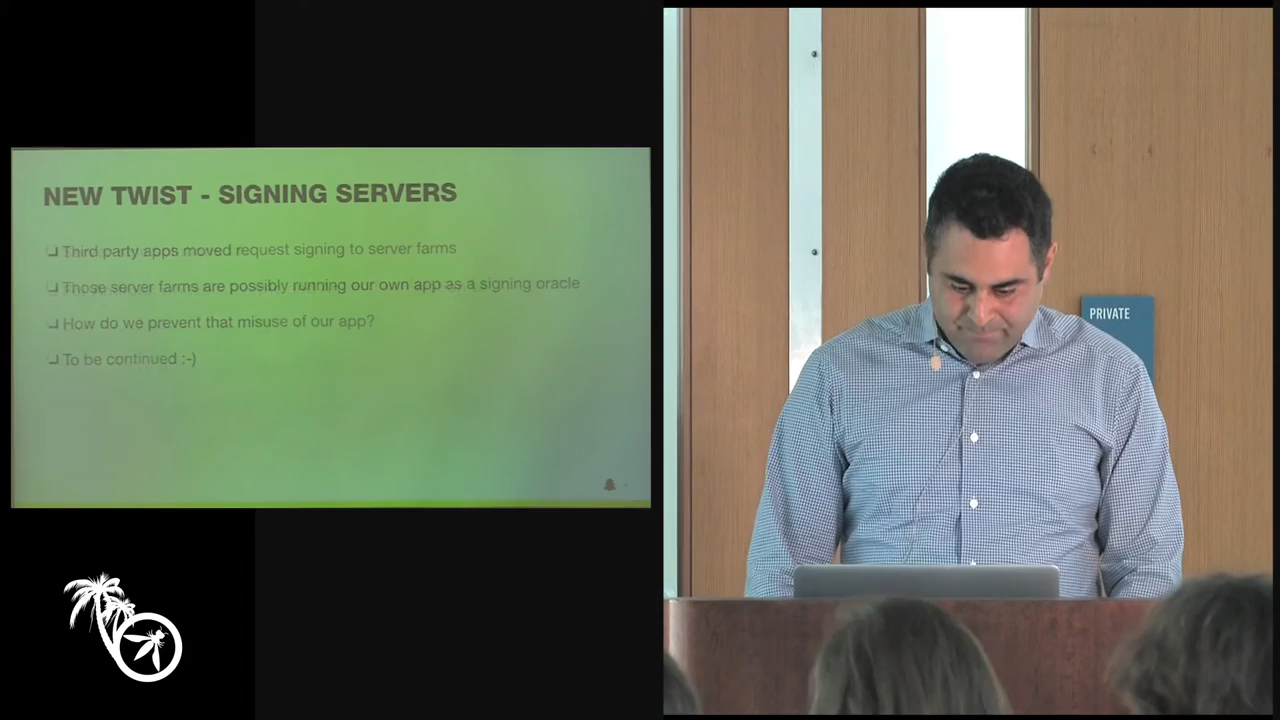 NEW TWIST - SIGNING SERVERS
❑ Third party apps moved request signing to server farms
❑ Those server farms are possibly running our own app as a signing oracle
❑ How do we prevent that misuse of our app?
❑ To be continued :-)
PRIVATE